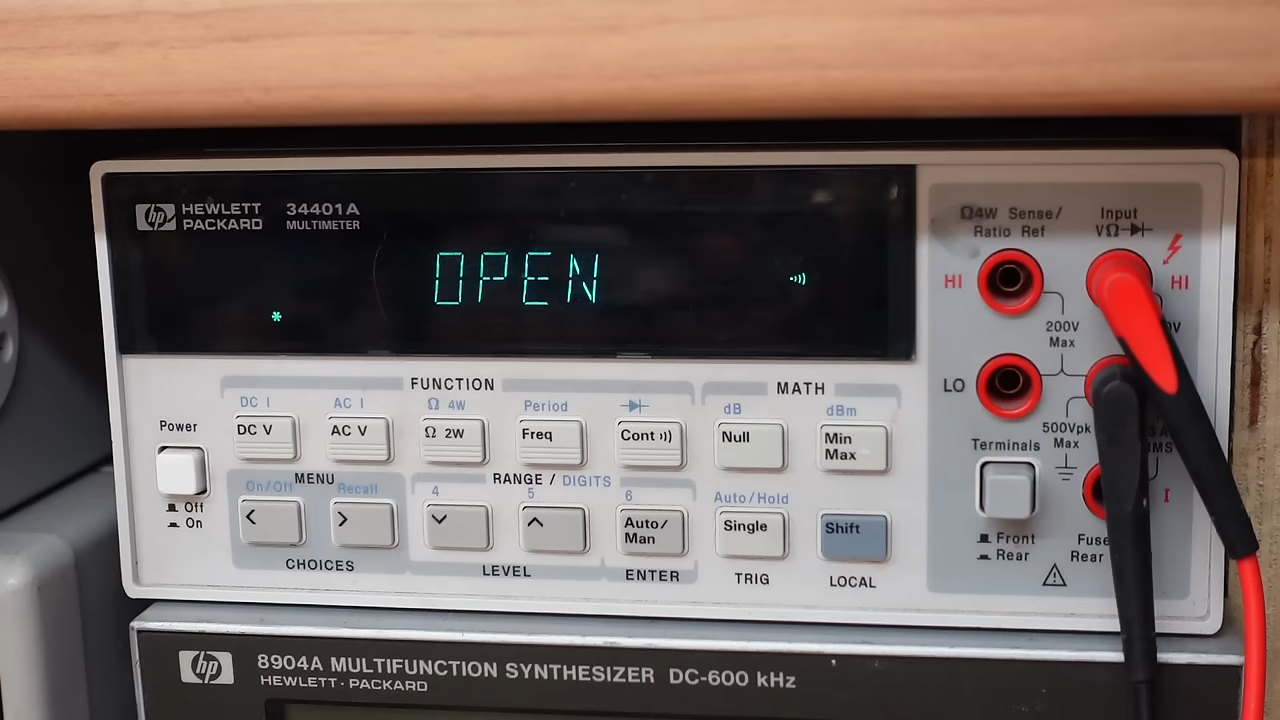 hp HEWLETT PACKARD
34401A
MULTIMETER
OPEN
*
Ω4W Sense/
Ratio Ref
Input
VΩ
HI
HI
200V
Max
LO
500Vpk
Max
Terminals
Front
Rear
I
Fuse
Rear
FUNCTION
MATH
DC I
AC I
Ω 4W
Period
dB
dBm
Power
DC V
AC V
Ω 2W
Freq
Cont
Null
Min
Max
Off
On
MENU
RANGE / DIGITS
On/Off
Recall
4
5
6
Auto/Hold
<
>
Auto/
Man
Single
Shift
CHOICES
LEVEL
ENTER
TRIG
LOCAL
hp 8904A MULTIFUNCTION SYNTHESIZER DC-600 kHz
HEWLETT·PACKARD